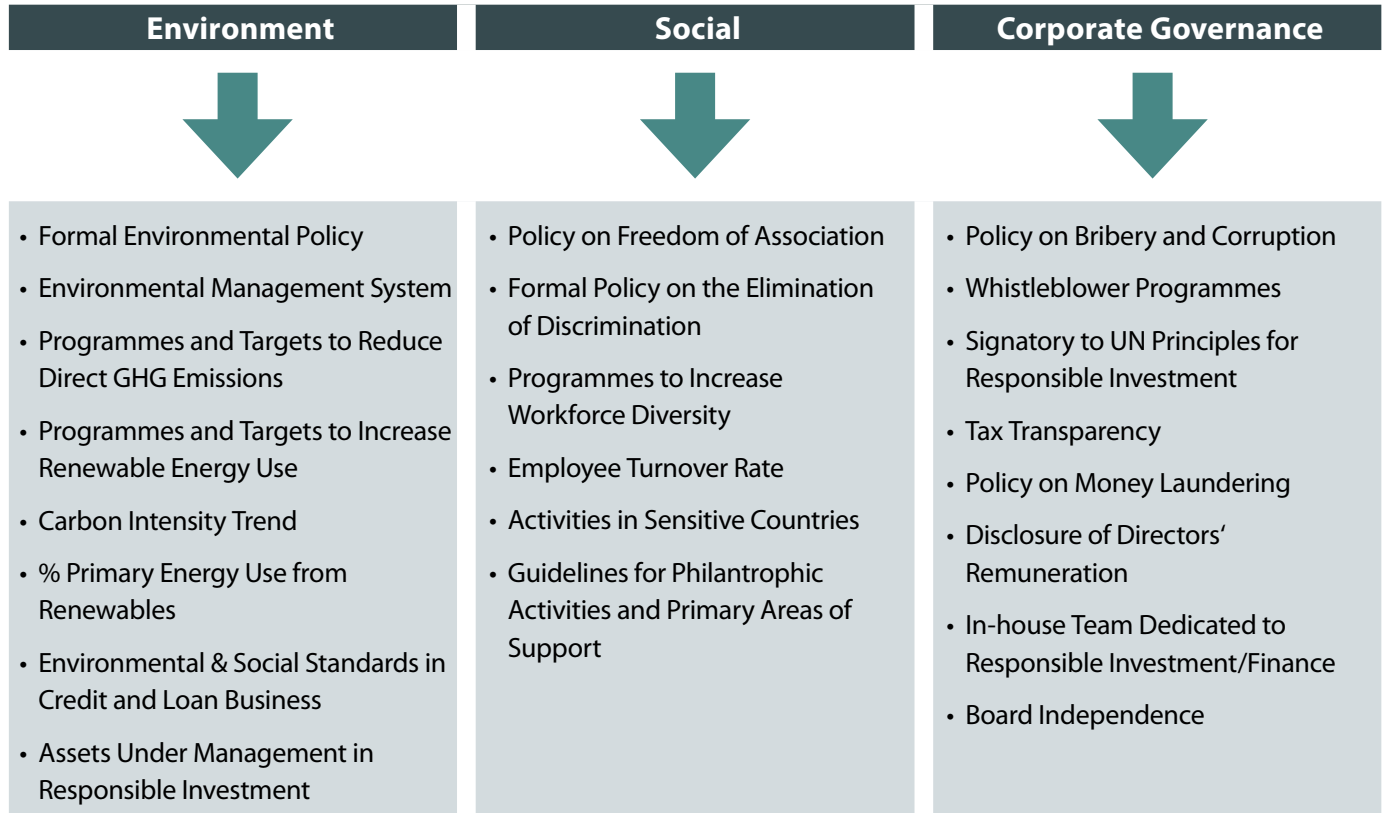 Environment
• Formal Environmental Policy
• Environmental Management System
• Programmes and Targets to Reduce
Direct GHG Emissions
• Programmes and Targets to Increase
Renewable Energy Use
• Carbon Intensity Trend
• % Primary Energy Use from
Renewables
• Environmental & Social Standards in
Credit and Loan Business
• Assets Under Management in
Responsible Investment
Social
• Policy on Freedom of Association
• Formal Policy on the Elimination
of Discrimination
• Programmes to Increase
Workforce Diversity
• Employee Turnover Rate
• Activities in Sensitive Countries
• Guidelines for Philantrophic
Activities and Primary Areas of
Support
Corporate Governance
• Policy on Bribery and Corruption
• Whistleblower Programmes
• Signatory to UN Principles for
Responsible Investment
• Tax Transparency
• Policy on Money Laundering
• Disclosure of Directors‘
Remuneration
• In-house Team Dedicated to
Responsible Investment/Finance
• Board Independence